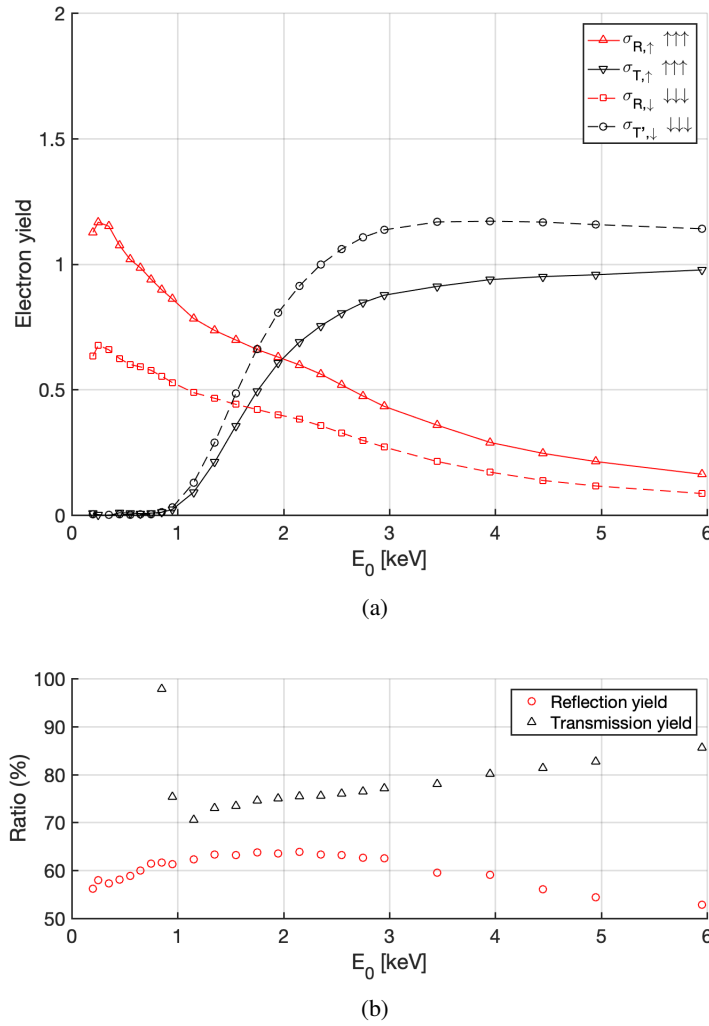 2
1.5
1
0.5
0
Electron yield
σR,↑ ↑↑↑
σT,↑ ↑↑↑
σR,↓ ↓↓↓
σT',↓ ↓↓↓
0 1 2 3 4 5 6
E0 [keV]
(a)
100
90
80
70
60
50
Ratio (%)
Reflection yield
Transmission yield
0 1 2 3 4 5 6
E0 [keV]
(b)